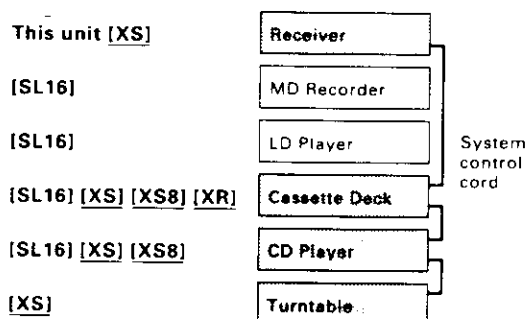 This unit [XS] Receiver
[SL16] MD Recorder
[SL16] LD Player
System
control
cord
[SL16] [XS] [XS8] [XR] Cassette Deck
[SL16] [XS] [XS8] CD Player
[XS] Turntable